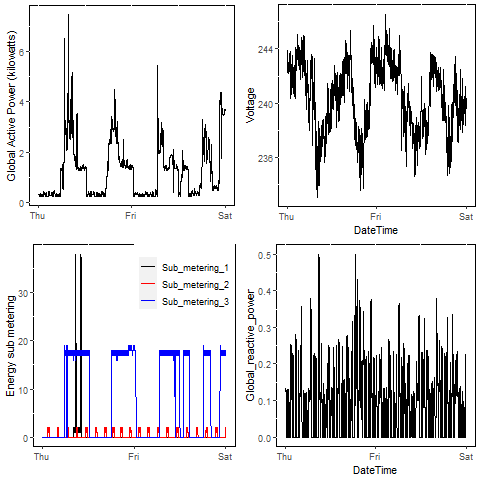 Global Active Power (kilowatts)
6
4
2
0
Thu
Fri
Sat
Voltage
244
240
236
Thu
Fri
Sat
DateTime
Energy sub metering
30
20
10
0
Sub_metering_1
Sub_metering_2
Sub_metering_3
Thu
Fri
Sat
Global_reactive_power
0.5
0.4
0.3
0.2
0.1
0.0
Thu
Fri
Sat
DateTime